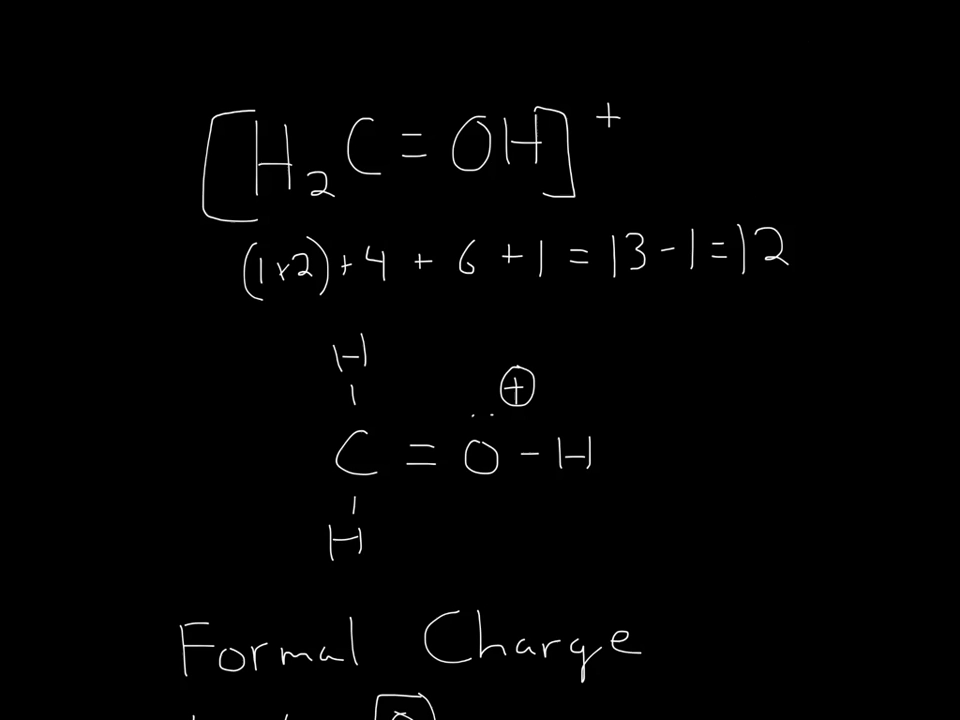 [H₂C=OH]⁺
(1×2)+4+6+1=13-1=12
H
⊕
C=Ö-H
H
Formal Charge